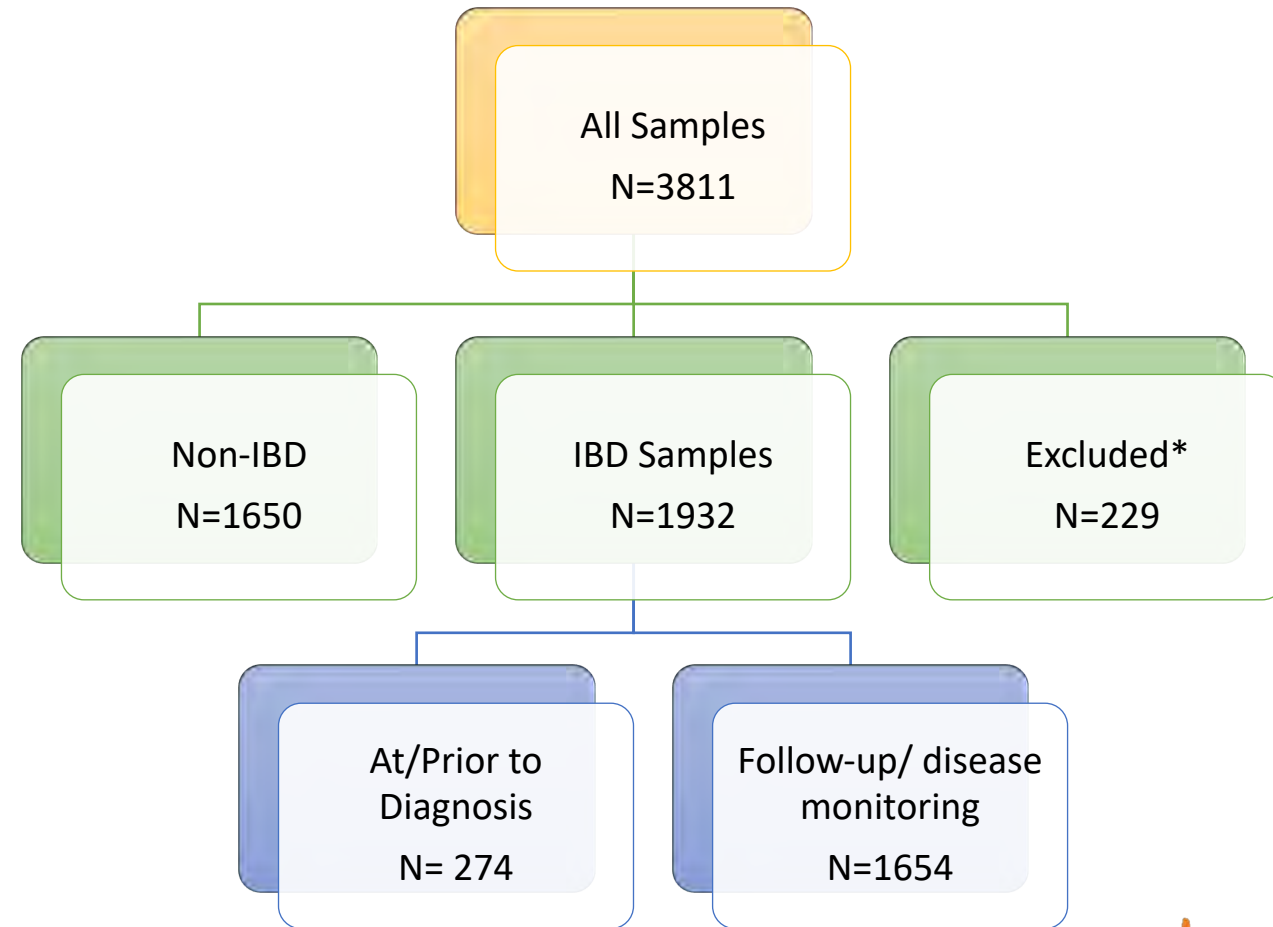 All Samples
N=3811
Non-IBD
N=1650
IBD Samples
N=1932
Excluded*
N=229
At/Prior to
Diagnosis
N= 274
Follow-up/ disease
monitoring
N=1654